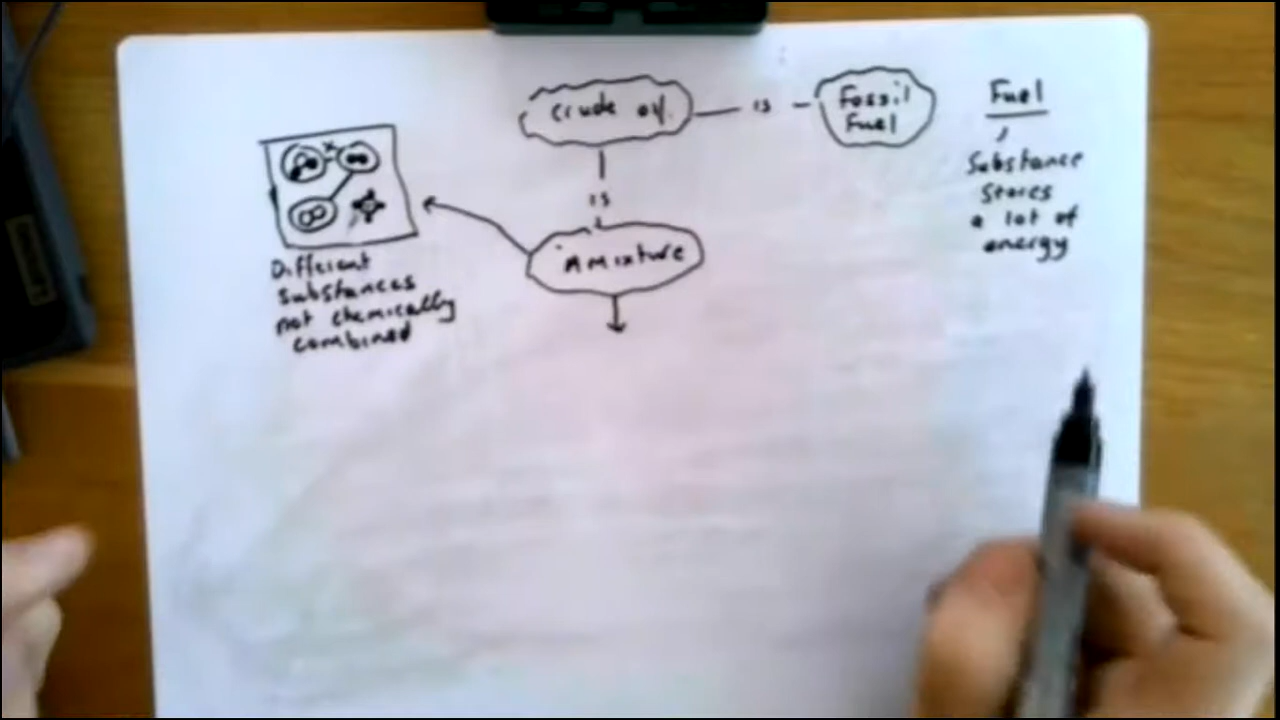 Crude oil
is
Fossil
Fuel
Fuel
Substance
Stores
a lot of
energy
is
A mixture
Different
substances
not chemically
combined